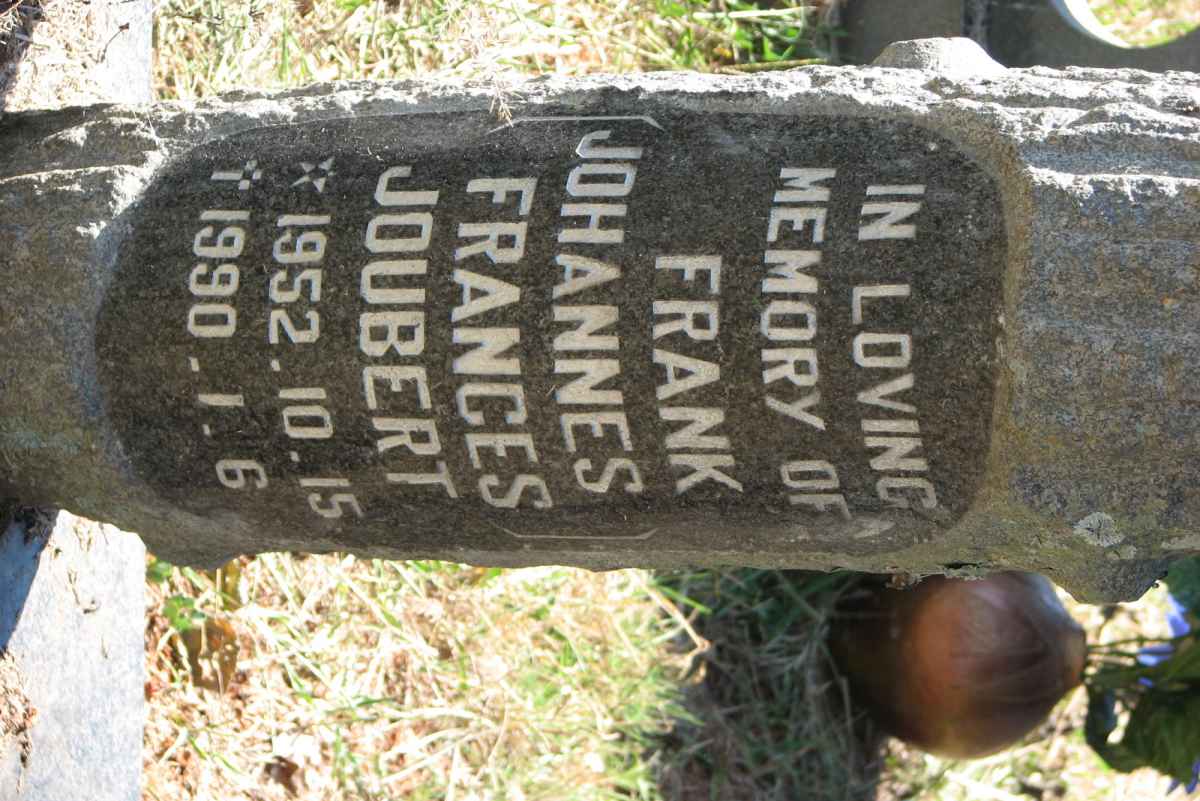 IN LOVING
MEMORY OF
FRANK
(JOHANNES
FRANCES)
JOUBERT
☆ 1952.10.15
✝ 1990.1.6